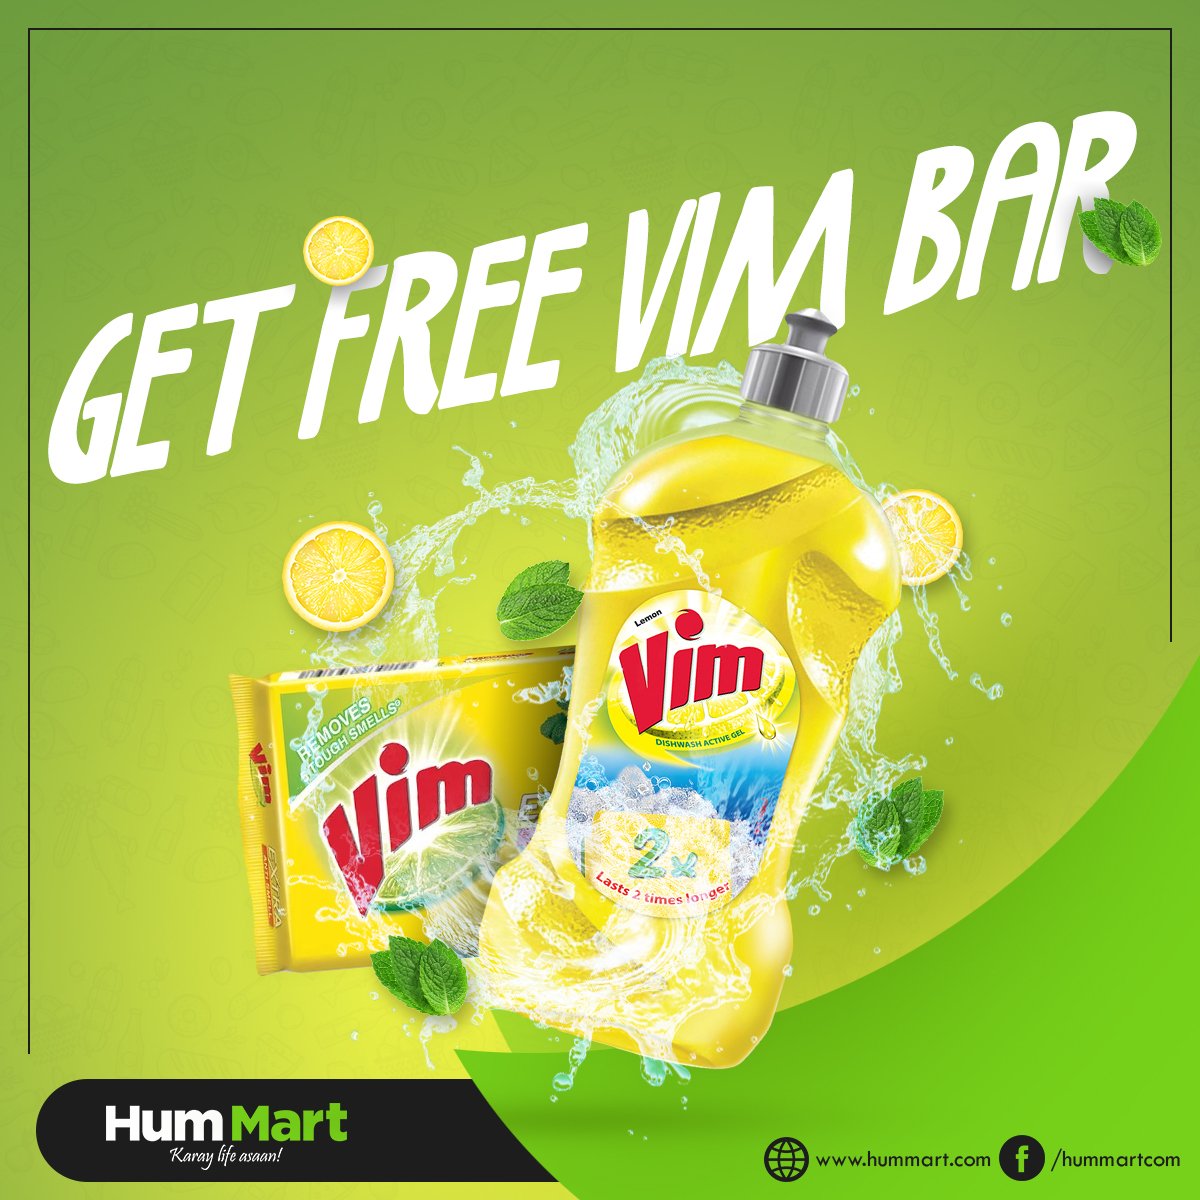 GET FREE VIM BAR
Lemon
Vim
DISHWASH ACTIVE GEL
2x
Lasts 2 times longer
REMOVES
TOUGH SMELLS
Vim
Vim
EXTRA
Hum Mart
Karay life asaan!
www.hummart.com
/hummartcom